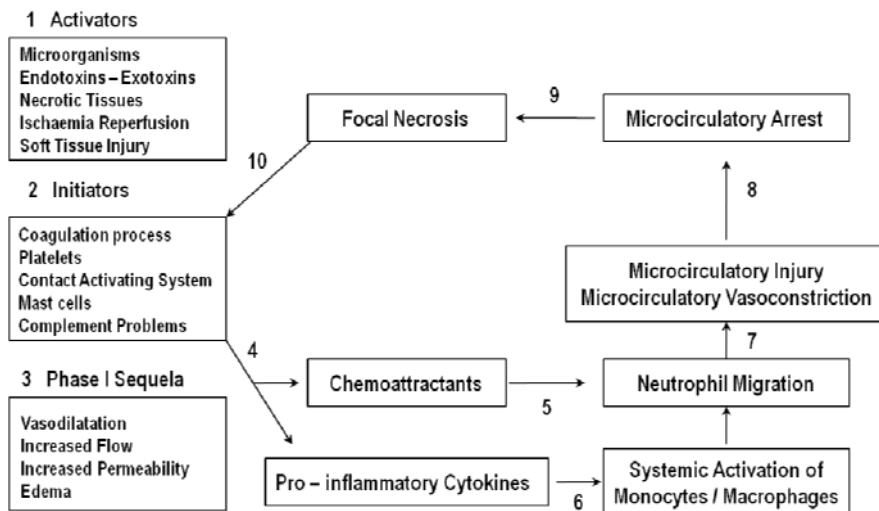 1 Activators
Microorganisms
Endotoxins – Exotoxins
Necrotic Tissues
Ischaemia Reperfusion
Soft Tissue Injury
2 Initiators
Coagulation process
Platelets
Contact Activating System
Mast cells
Complement Problems
3 Phase I Sequela
Vasodilatation
Increased Flow
Increased Permeability
Edema
4
Chemoattractants
5
Pro – inflammatory Cytokines
6
Systemic Activation of
Monocytes / Macrophages
Neutrophil Migration
7
Microcirculatory Injury
Microcirculatory Vasoconstriction
8
Microcirculatory Arrest
9
Focal Necrosis
10